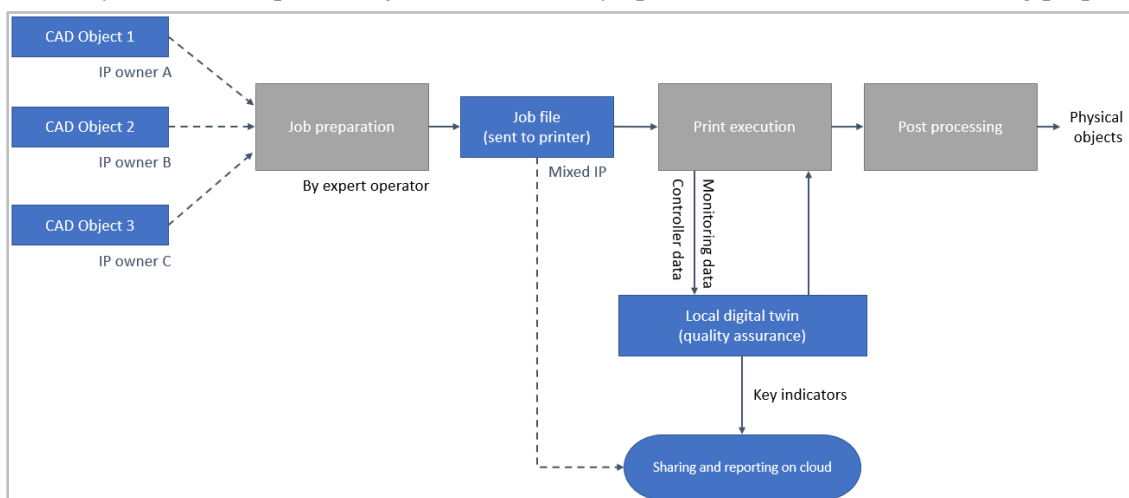 CAD Object 1
IP owner A
CAD Object 2
IP owner B
CAD Object 3
IP owner C
Job preparation
By expert operator
Job file
(sent to printer)
Mixed IP
Print execution
Post processing
Physical
objects
Monitoring data
Controller data
Local digital twin
(quality assurance)
Key indicators
Sharing and reporting on cloud